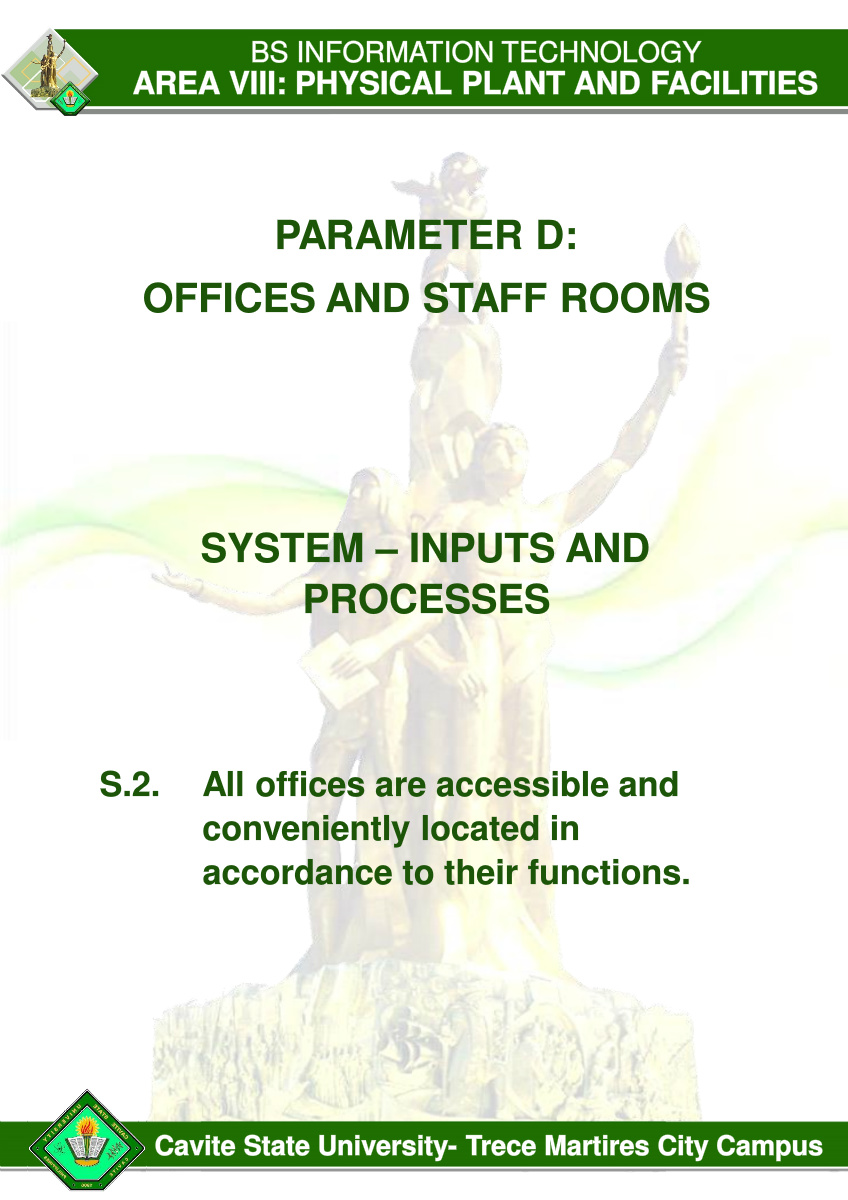 BS INFORMATION TECHNOLOGY
AREA VIII: PHYSICAL PLANT AND FACILITIES
PARAMETER D:
OFFICES AND STAFF ROOMS
SYSTEM – INPUTS AND
PROCESSES
S.2. All offices are accessible and
conveniently located in
accordance to their functions.
Cavite State University- Trece Martires City Campus